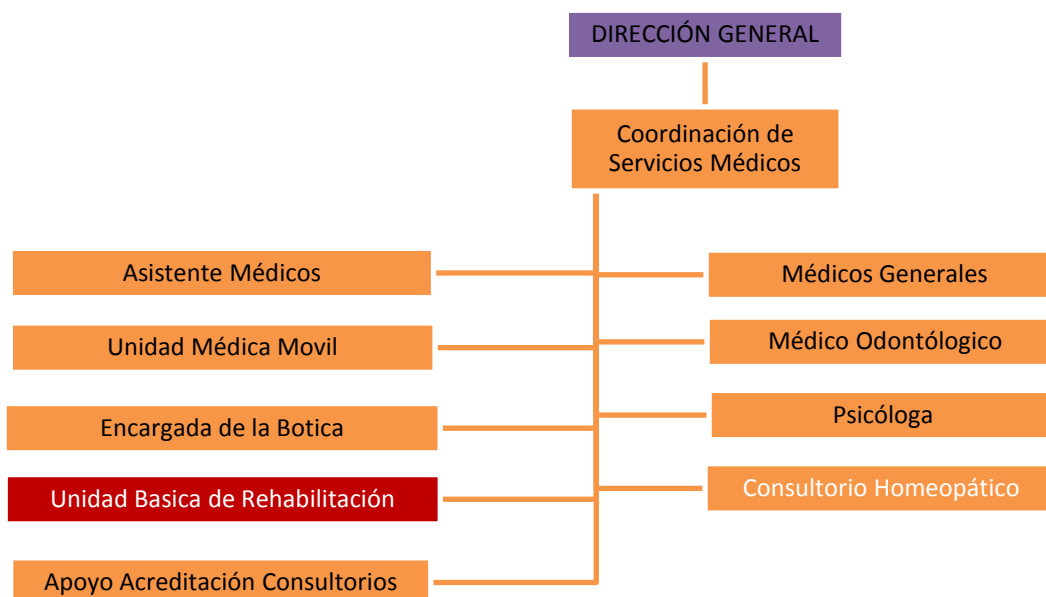 DIRECCIÓN GENERAL
Coordinación de
Servicios Médicos
Asistente Médicos
Médicos Generales
Unidad Médica Movil
Médico Odontólogico
Encargada de la Botica
Psicóloga
Unidad Basica de Rehabilitación
Consultorio Homeopático
Apoyo Acreditación Consultorios